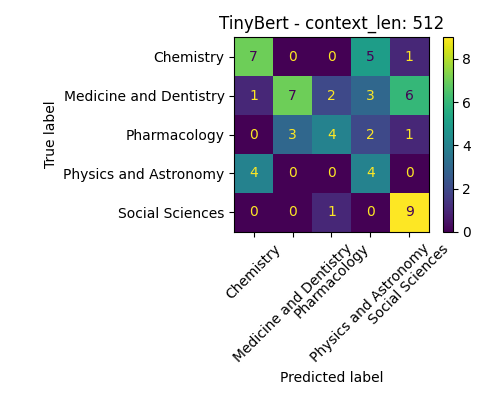 TinyBert - context_len: 512
True label
Chemistry 7 0 0 5 1
Medicine and Dentistry 1 7 2 3 6
Pharmacology 0 3 4 2 1
Physics and Astronomy 4 0 0 4 0
Social Sciences 0 0 1 0 9
Chemistry
Medicine and Dentistry
Pharmacology
Physics and Astronomy
Social Sciences
Predicted label
8
6
4
2
0